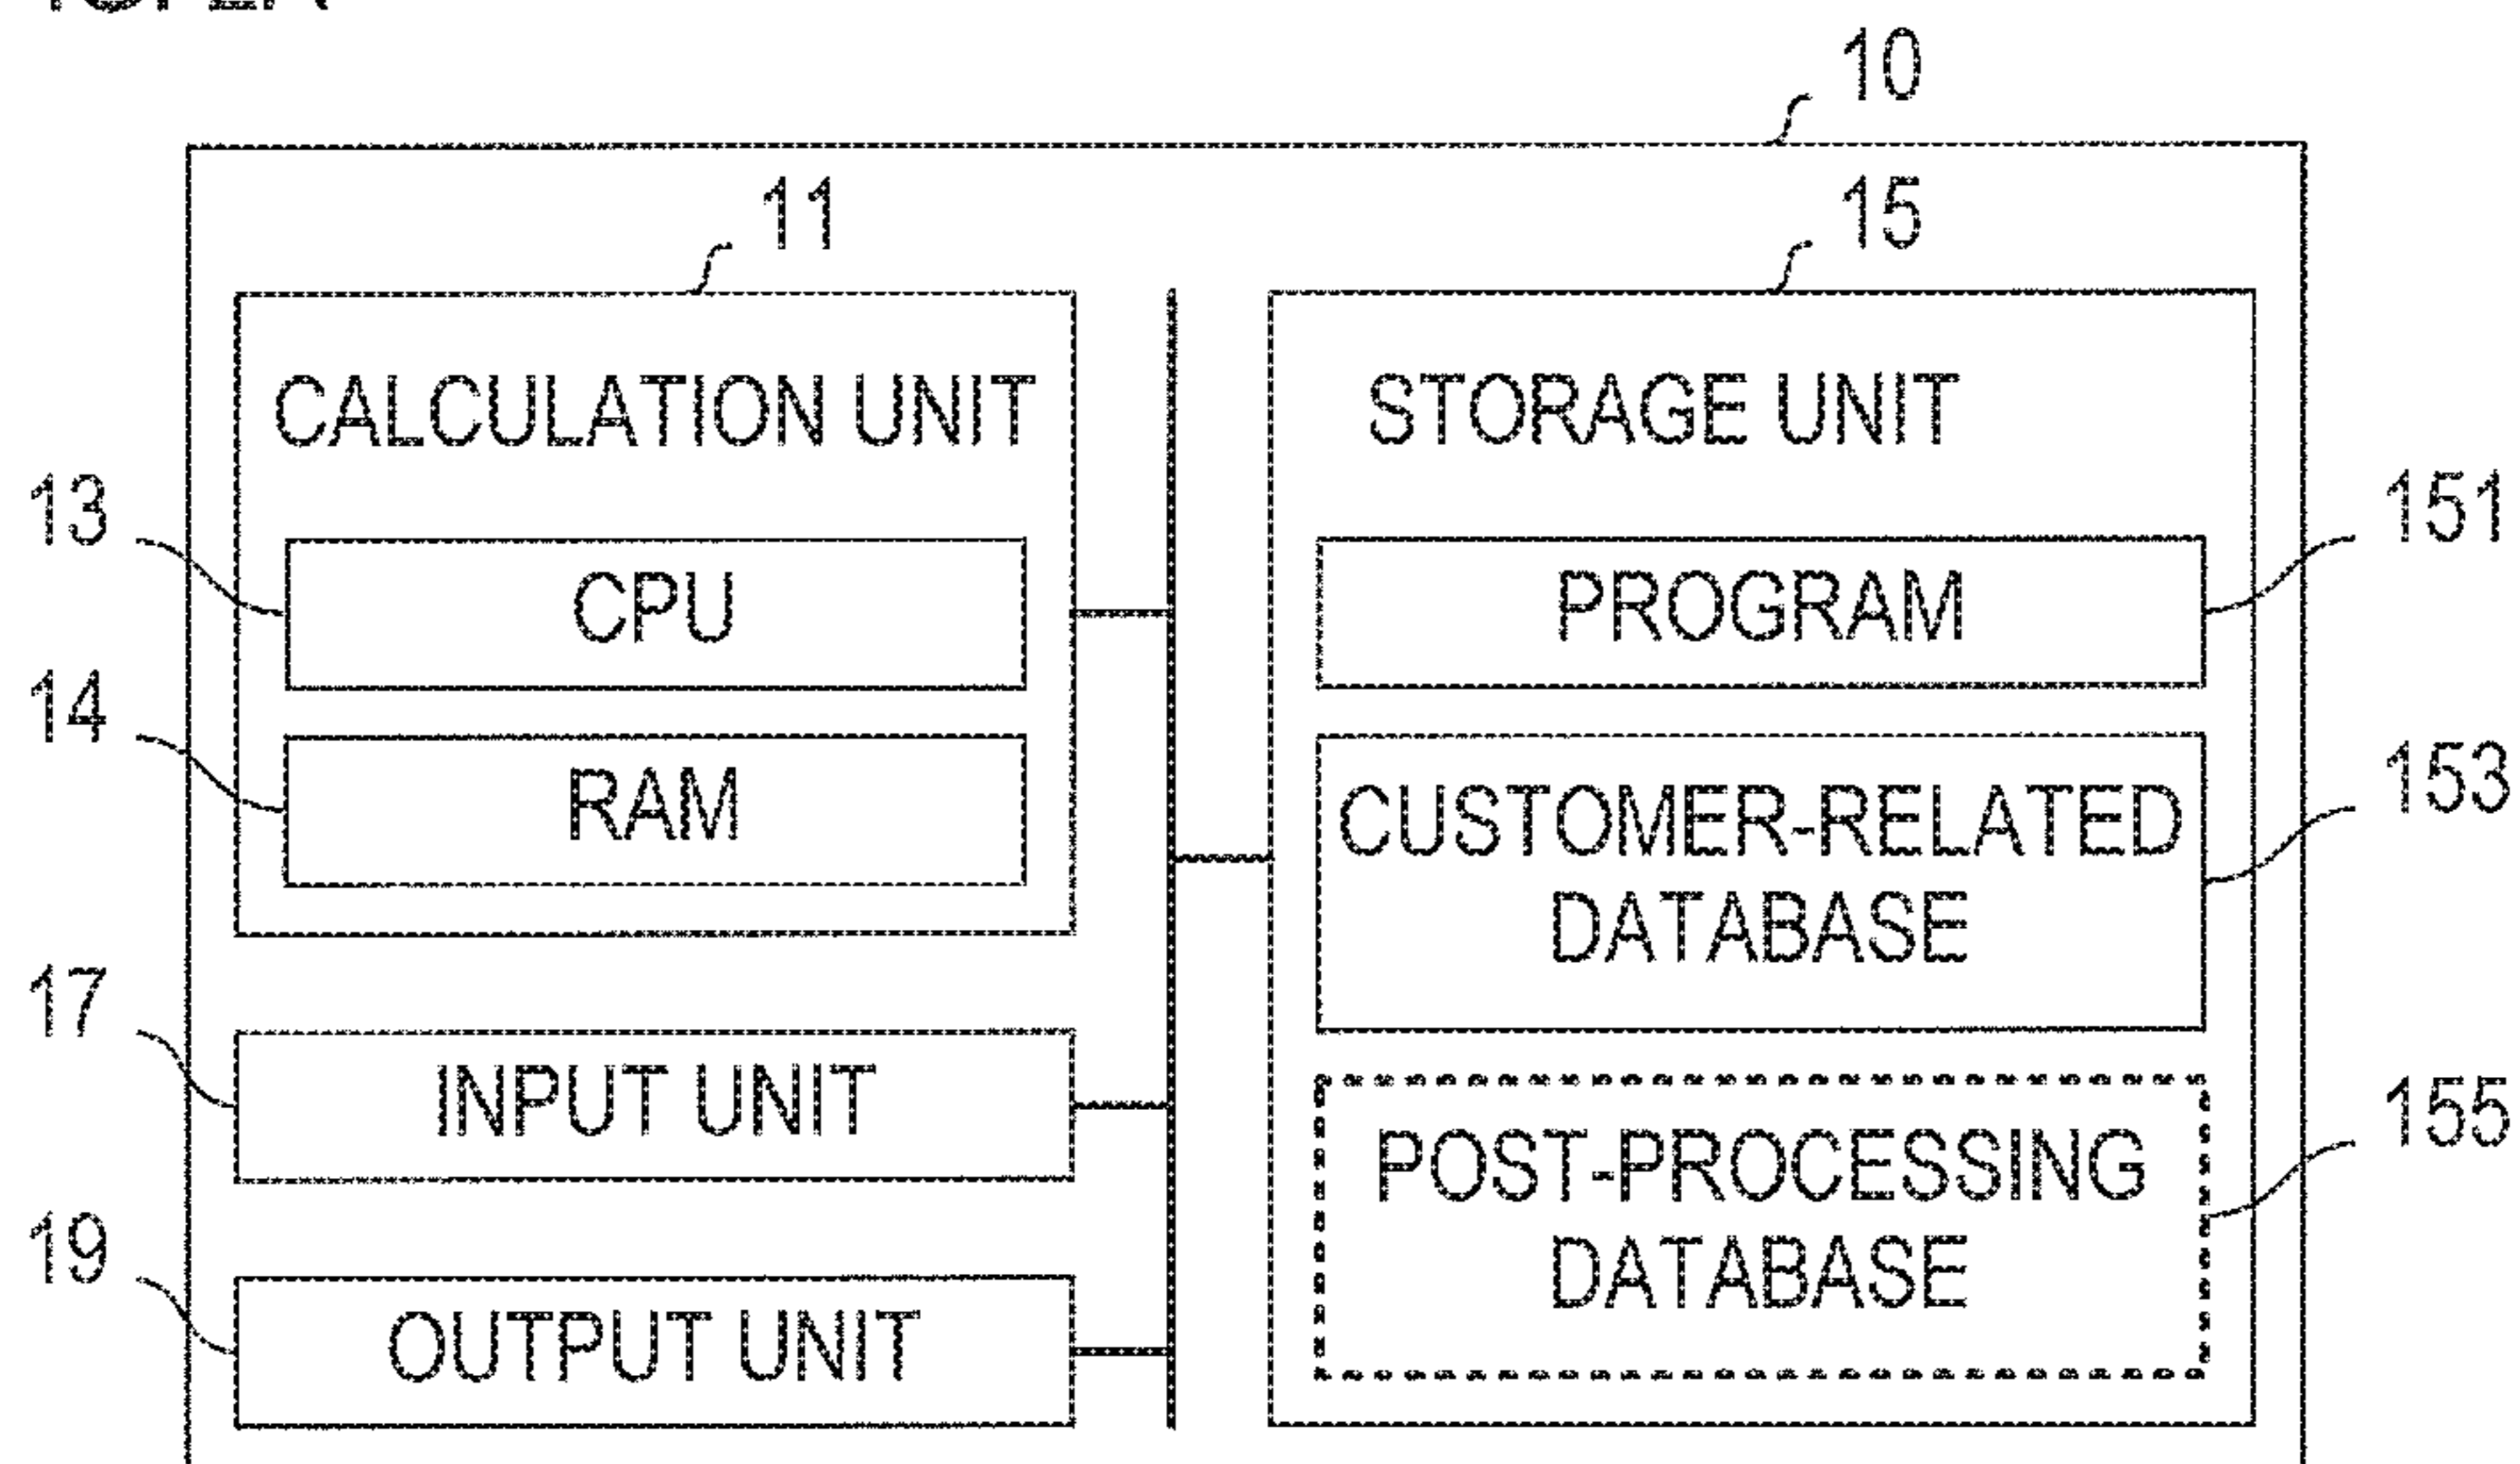 10
11
15
CALCULATION UNIT
STORAGE UNIT
13
CPU
151
PROGRAM
14
RAM
153
CUSTOMER-RELATED
DATABASE
17
INPUT UNIT
155
POST-PROCESSING
DATABASE
19
OUTPUT UNIT